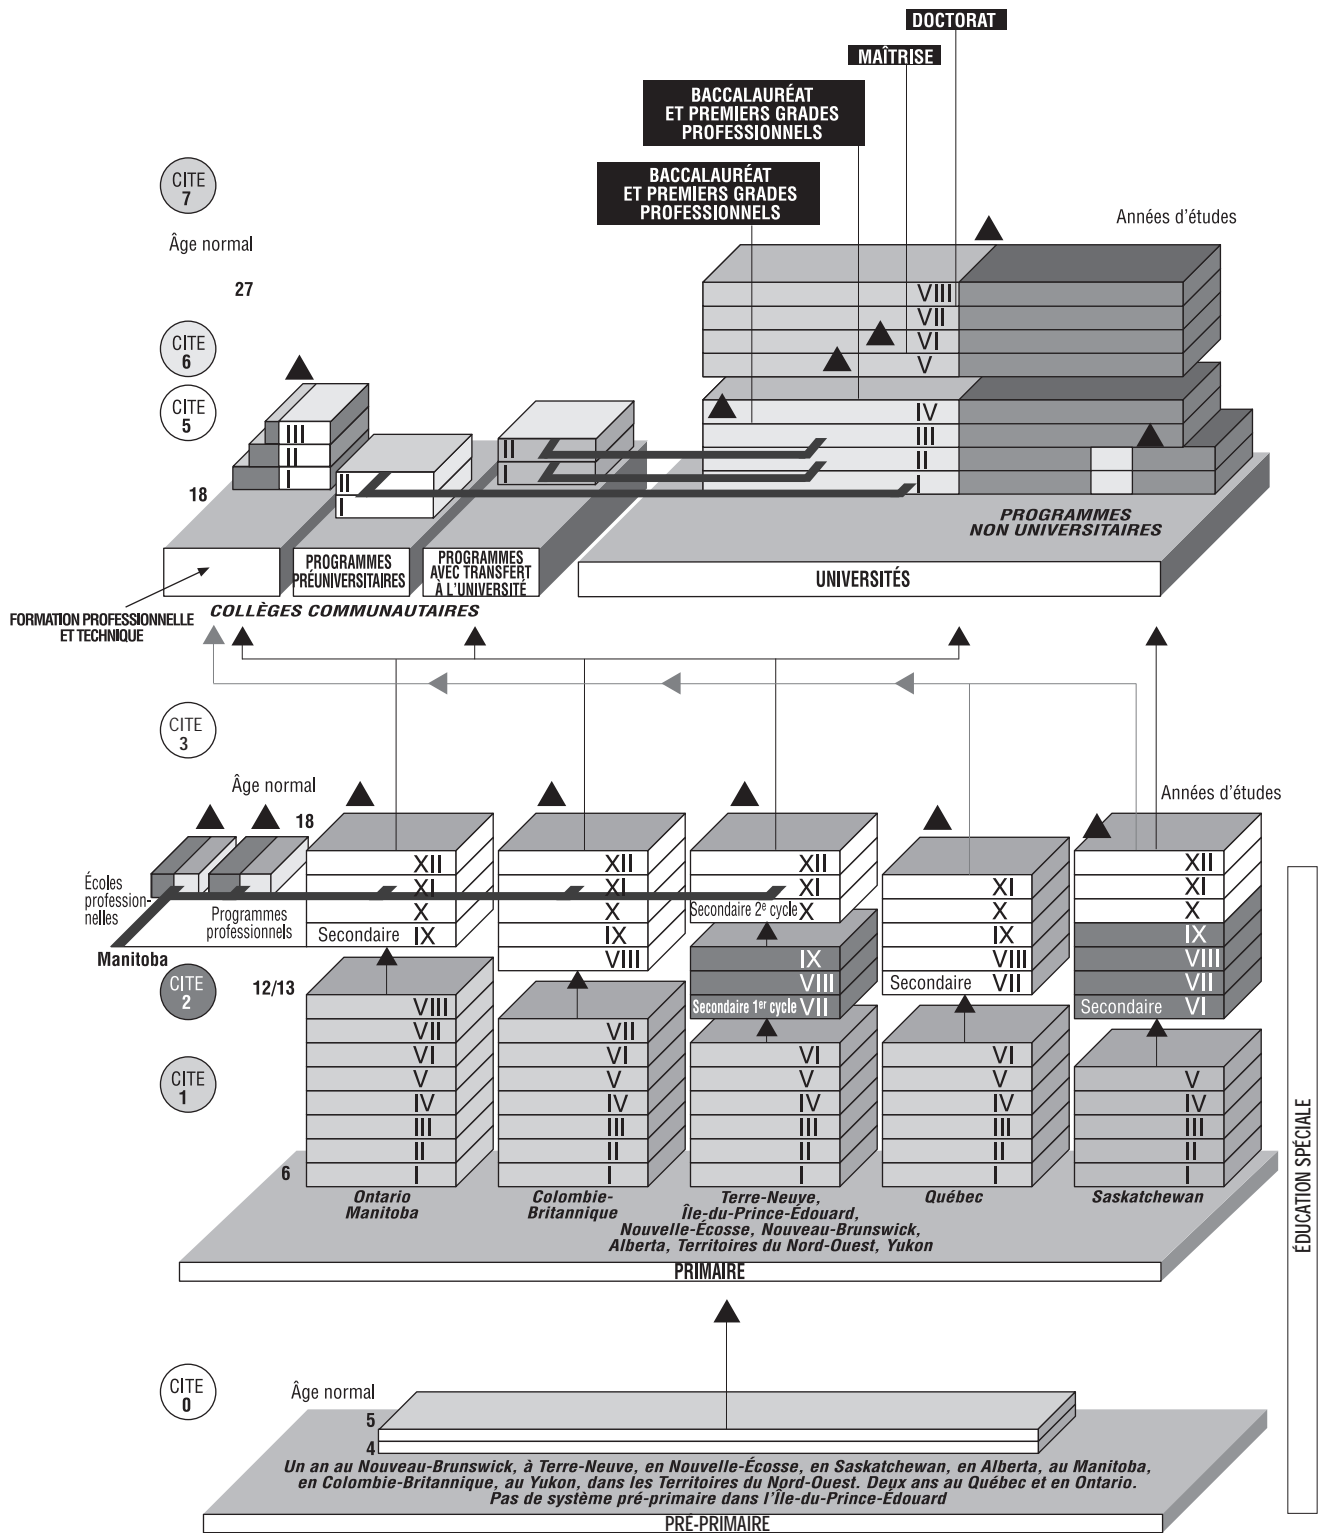 DOCTORAT
MAÎTRISE
BACCALAURÉAT
ET PREMIERS GRADES
PROFESSIONNELS
BACCALAURÉAT
ET PREMIERS GRADES
PROFESSIONNELS
CITE
7
Années d'études
Âge normal
27
VIII
VII
VI
V
CITE
6
CITE
5
IV
III
II
I
III
II
I
II
I
II
I
18
PROGRAMMES
NON UNIVERSITAIRES
PROGRAMMES
PRÉUNIVERSITAIRES
PROGRAMMES
AVEC TRANSFERT
À L'UNIVERSITÉ
UNIVERSITÉS
FORMATION PROFESSIONNELLE
ET TECHNIQUE
COLLÈGES COMMUNAUTAIRES
CITE
3
Âge normal
18
Années d'études
Écoles
profession-
nelles
Programmes
professionnels
Manitoba
XII
XI
X
Secondaire IX
XII
XI
X
IX
VIII
XII
XI
Secondaire 2e cycle X
IX
VIII
Secondaire 1er cycle VII
XI
X
IX
VIII
Secondaire VII
XII
XI
X
IX
VIII
VII
Secondaire VI
CITE
2
12/13
CITE
1
VIII
VII
VI
V
IV
III
II
I
VII
VI
V
IV
III
II
I
VI
V
IV
III
II
I
VI
V
IV
III
II
I
V
IV
III
II
I
6
Ontario
Manitoba
Colombie-
Britannique
Terre-Neuve,
Île-du-Prince-Édouard,
Nouvelle-Écosse, Nouveau-Brunswick,
Alberta, Territoires du Nord-Ouest, Yukon
Québec
Saskatchewan
PRIMAIRE
ÉDUCATION SPÉCIALE
CITE
0
Âge normal
5
4
Un an au Nouveau-Brunswick, à Terre-Neuve, en Nouvelle-Écosse, en Saskatchewan, en Alberta, au Manitoba,
en Colombie-Britannique, au Yukon, dans les Territoires du Nord-Ouest. Deux ans au Québec et en Ontario.
Pas de système pré-primaire dans l'Île-du-Prince-Édouard
PRÉ-PRIMAIRE